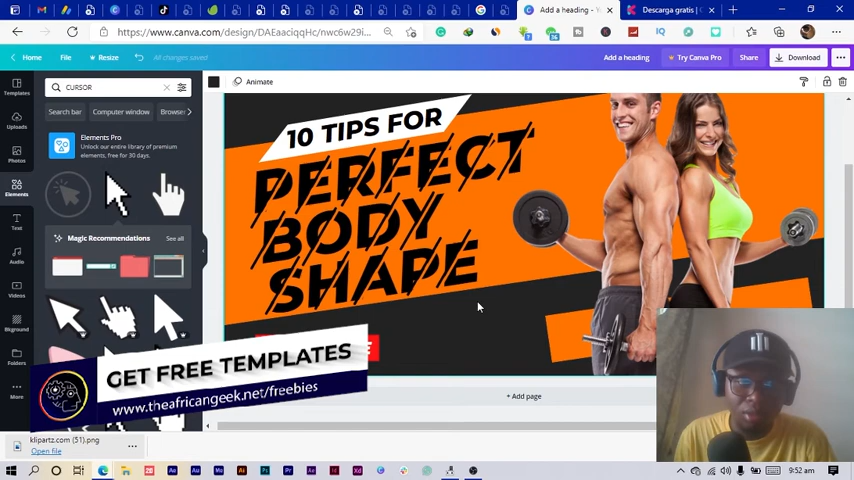 Add a heading - Yo
Descarga gratis | C
https://www.canva.com/design/DAEaaciqqHc/nwc6w29i...
Home
File
Resize
All changes saved
Add a heading
Try Canva Pro
Share
Download
Templates
Uploads
Photos
Elements
Text
Audio
Videos
Bkground
Folders
More
CURSOR
Search bar
Computer window
Browse
Elements Pro
Unlock our entire library of premium
elements, free for 30 days.
Magic Recommendations
See all
Animate
10 TIPS FOR
PERFECT
BODY
SHAPE
GET FREE TEMPLATES
www.theafricangeek.net/freebies
+ Add page
klipartz.com (51).png
Open file
9:52 am